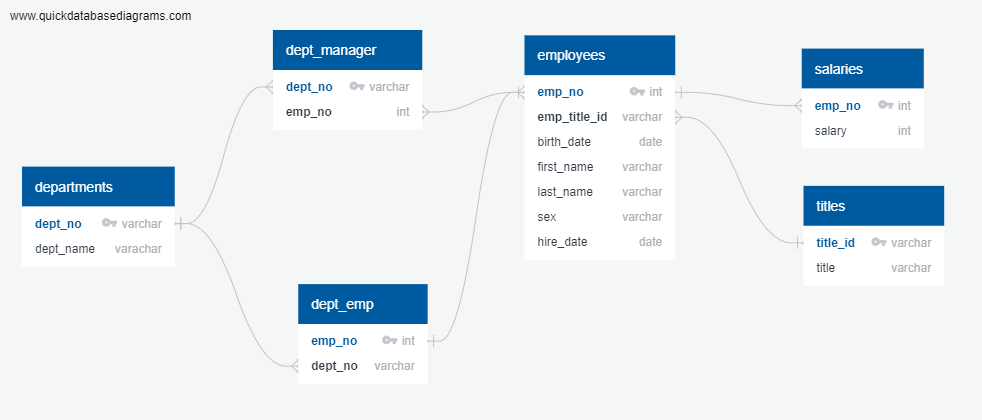 www.quickdatabasediagrams.com
dept_manager
dept_no varchar
emp_no int
employees
emp_no int
emp_title_id varchar
birth_date date
first_name varchar
last_name varchar
sex varchar
hire_date date
salaries
emp_no int
salary int
departments
dept_no varchar
dept_name varachar
titles
title_id varchar
title varchar
dept_emp
emp_no int
dept_no varchar